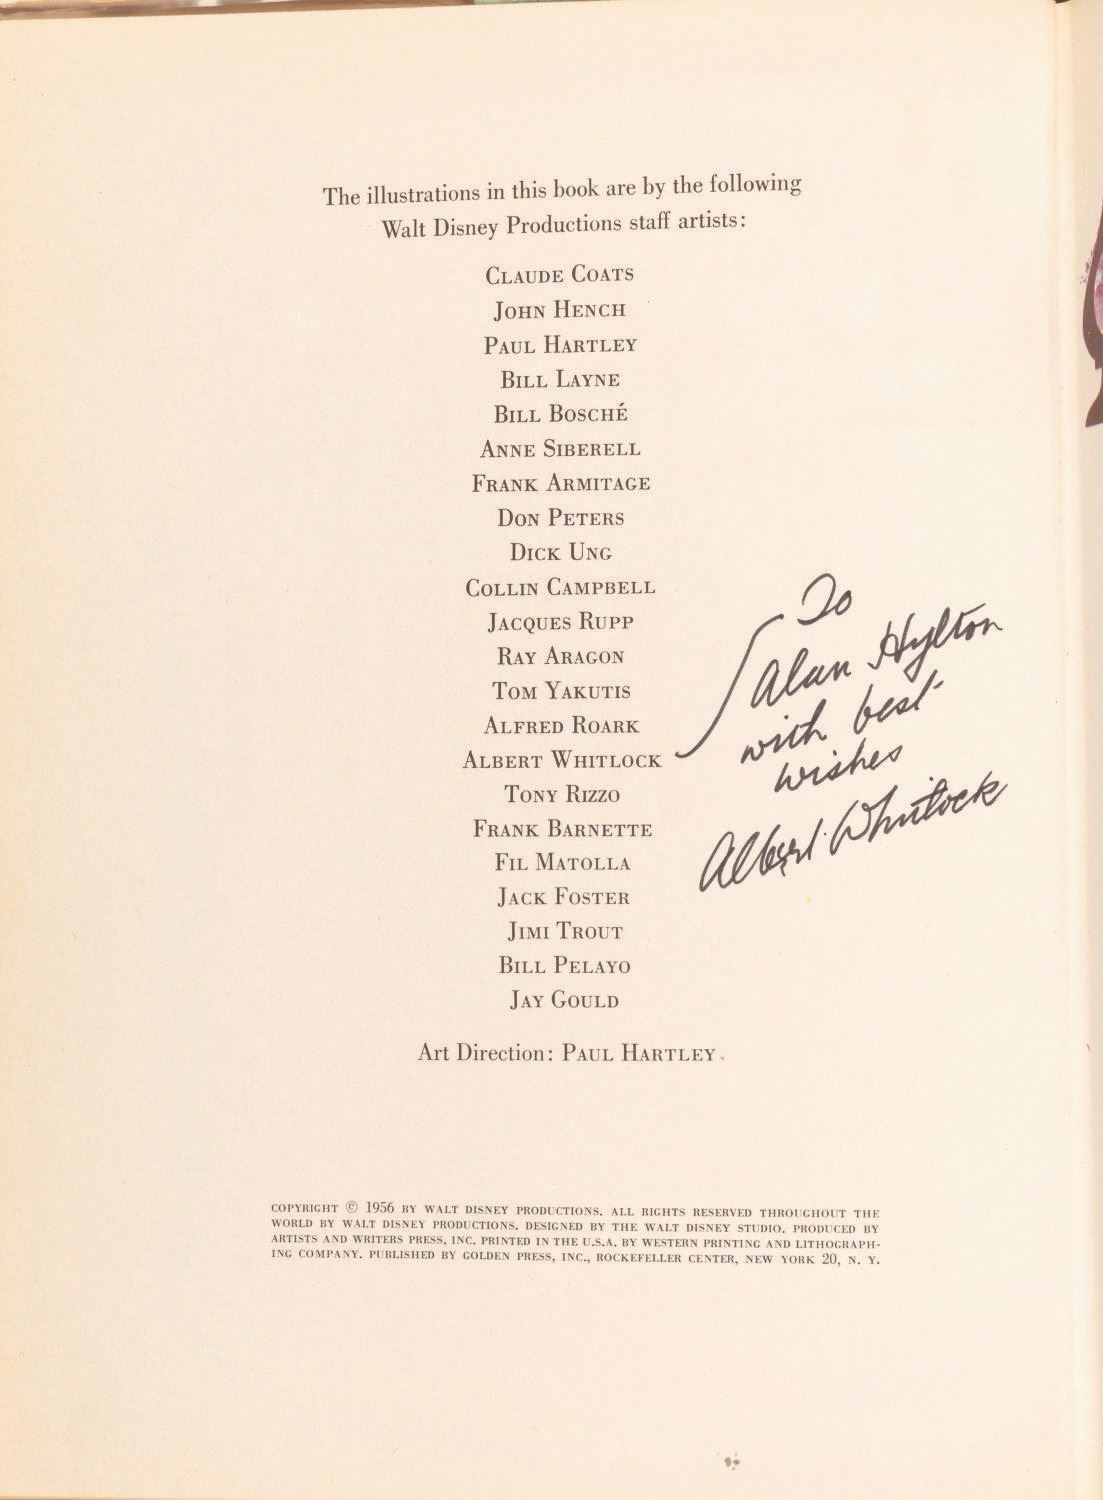 The illustrations in this book are by the following
Walt Disney Productions staff artists:
CLAUDE COATS
JOHN HENCH
PAUL HARTLEY
BILL LAYNE
BILL BOSCHÉ
ANNE SIBERELL
FRANK ARMITAGE
DON PETERS
DICK UNG
COLLIN CAMPBELL
JACQUES RUPP
RAY ARAGON
TOM YAKUTIS
ALFRED ROARK
ALBERT WHITLOCK
TONY RIZZO
FRANK BARNETTE
FIL MATOLLA
JACK FOSTER
JIMI TROUT
BILL PELAYO
JAY GOULD
To
Alan Hylton
with best
wishes
Albert Whitlock
Art Direction: PAUL HARTLEY
COPYRIGHT © 1956 BY WALT DISNEY PRODUCTIONS. ALL RIGHTS RESERVED THROUGHOUT THE
WORLD BY WALT DISNEY PRODUCTIONS. DESIGNED BY THE WALT DISNEY STUDIO. PRODUCED BY
ARTISTS AND WRITERS PRESS, INC. PRINTED IN THE U.S.A. BY WESTERN PRINTING AND LITHOGRAPH-
ING COMPANY. PUBLISHED BY GOLDEN PRESS, INC., ROCKEFELLER CENTER, NEW YORK 20, N. Y.